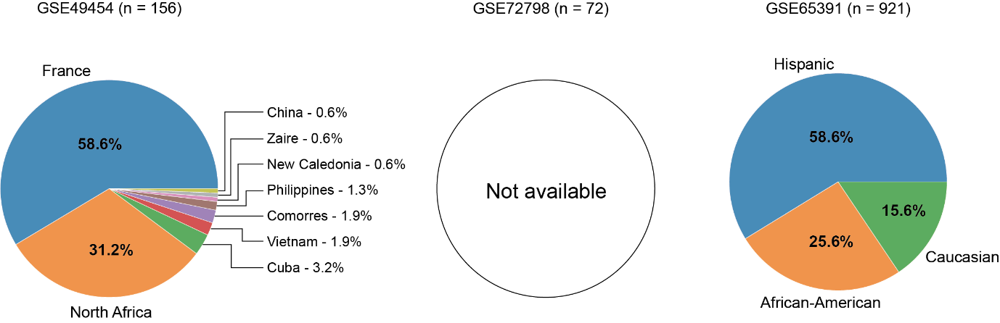 GSE49454 (n = 156)
GSE72798 (n = 72)
GSE65391 (n = 921)
France
58.6%
31.2%
North Africa
China - 0.6%
Zaire - 0.6%
New Caledonia - 0.6%
Philippines - 1.3%
Comorres - 1.9%
Vietnam - 1.9%
Cuba - 3.2%
Not available
Hispanic
58.6%
15.6%
25.6%
Caucasian
African-American